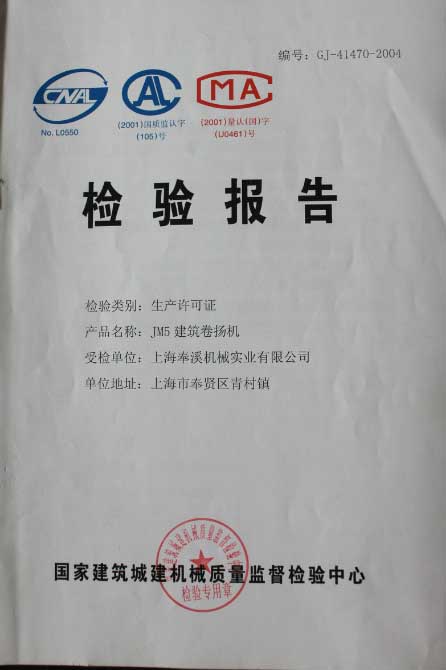 编号：GJ-41470-2004
CNAL
No. L0550
AL
(2001)国质监认字
(105)号
MA
(2001)量认(国)字
(U0461)号
检验报告
检验类别：生产许可证
产品名称：JM5 建筑卷扬机
受检单位：上海奉溪机械实业有限公司
单位地址：上海市奉贤区青村镇
国家建筑城建机械质量监督检验中心
检验专用章